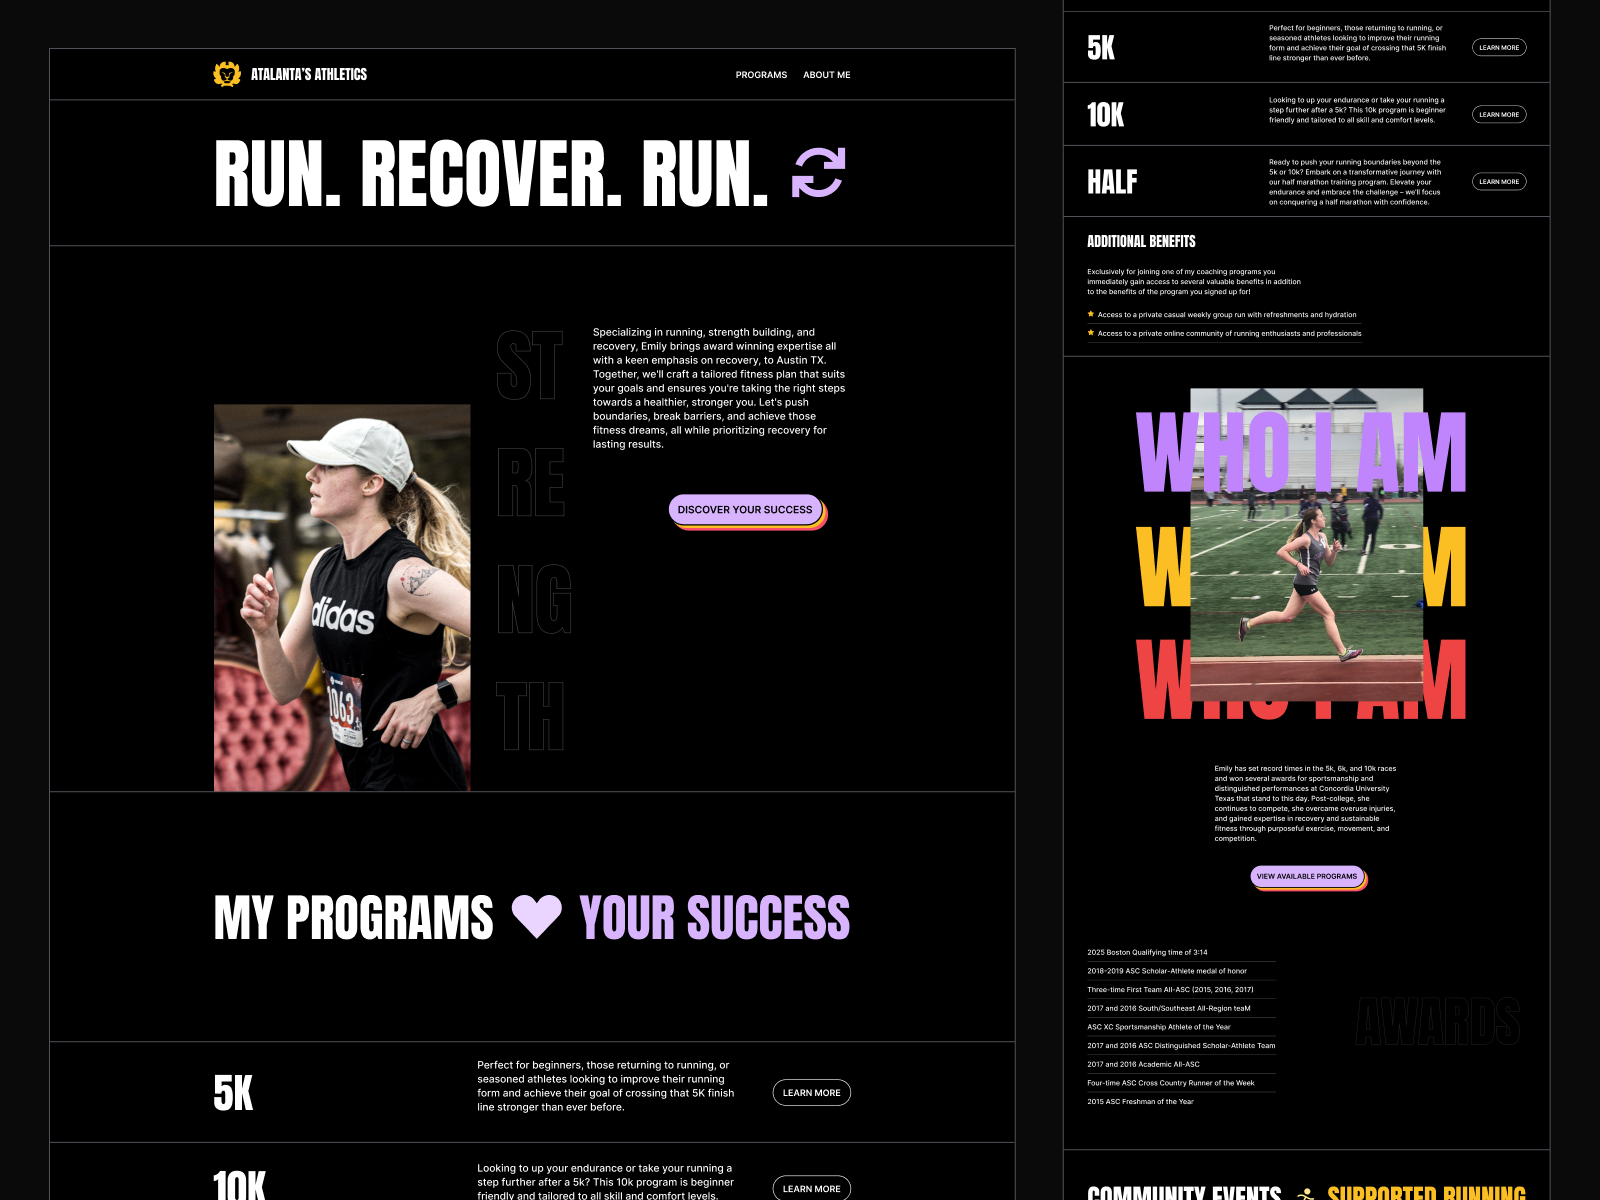 ATALANTA'S ATHLETICS
PROGRAMS
ABOUT ME
RUN. RECOVER. RUN.
ST
RE
NG
TH
Specializing in running, strength building, and
recovery, Emily brings award winning expertise all
with a keen emphasis on recovery, to Austin TX.
Together, we'll craft a tailored fitness plan that suits
your goals and ensures you're taking the right steps
towards a healthier, stronger you. Let's push
boundaries, break barriers, and achieve those
fitness dreams, all while prioritizing recovery for
lasting results.
DISCOVER YOUR SUCCESS
adidas
1063
MY PROGRAMS
YOUR SUCCESS
5K
Perfect for beginners, those returning to running, or
seasoned athletes looking to improve their running
form and achieve their goal of crossing that 5K finish
line stronger than ever before.
LEARN MORE
10K
Looking to up your endurance or take your running a
step further after a 5k? This 10k program is beginner
friendly and tailored to all skill and comfort levels.
LEARN MORE
5K
Perfect for beginners, those returning to running, or
seasoned athletes looking to improve their running
form and achieve their goal of crossing that 5K finish
line stronger than ever before.
LEARN MORE
10K
Looking to up your endurance or take your running a
step further after a 5k? This 10k program is beginner
friendly and tailored to all skill and comfort levels.
LEARN MORE
HALF
Ready to push your running boundaries beyond the
5k or 10k? Embark on a transformative journey with
our half marathon training program. Elevate your
endurance and embrace the challenge – we'll focus
on conquering a half marathon with confidence.
LEARN MORE
ADDITIONAL BENEFITS
Exclusively for joining one of my coaching programs you
immediately gain access to several valuable benefits in addition
to the benefits of the program you signed up for!
Access to a private casual weekly group run with refreshments and hydration
Access to a private online community of running enthusiasts and professionals
WHO I AM
W M
WHO I AM
Emily has set record times in the 5k, 6k, and 10k races
and won several awards for sportsmanship and
distinguished performances at Concordia University
Texas that stand to this day. Post-college, she
continues to compete, she overcame overuse injuries,
and gained expertise in recovery and sustainable
fitness through purposeful exercise, movement, and
competition.
VIEW AVAILABLE PROGRAMS
2025 Boston Qualifying time of 3:14
2018-2019 ASC Scholar-Athlete medal of honor
Three-time First Team All-ASC (2015, 2016, 2017)
2017 and 2016 South/Southeast All-Region teaM
ASC XC Sportsmanship Athlete of the Year
2017 and 2016 ASC Distinguished Scholar-Athlete Team
2017 and 2016 Academic All-ASC
Four-time ASC Cross Country Runner of the Week
2015 ASC Freshman of the Year
AWARDS
COMMUNITY EVENTS
SUPPORTED RUNNING